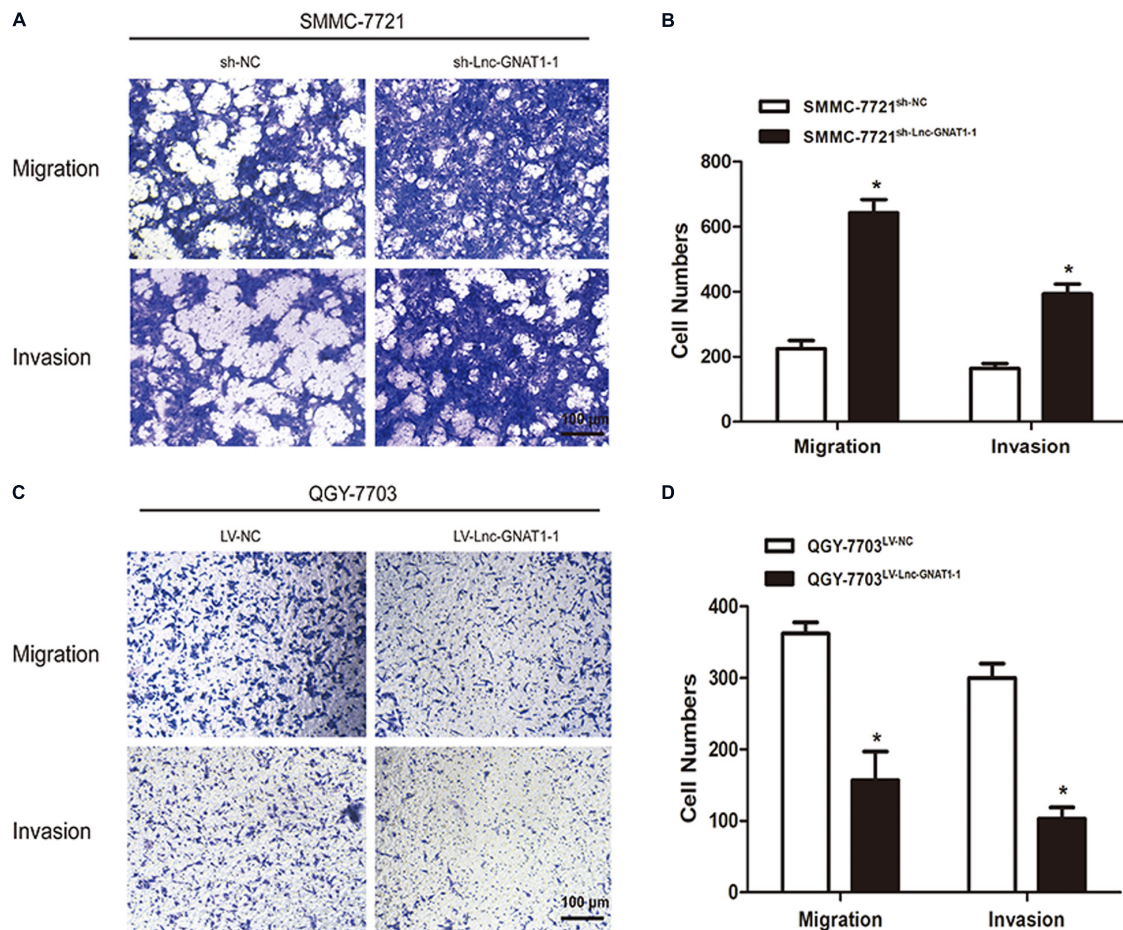 A
SMMC-7721
sh-NC sh-Lnc-GNAT1-1
Migration
Invasion
100 μm
B
SMMC-7721sh-NC
SMMC-7721sh-Lnc-GNAT1-1
Cell Numbers
800
600
400
200
0
*
*
Migration Invasion
C
QGY-7703
LV-NC LV-Lnc-GNAT1-1
Migration
Invasion
100 μm
D
QGY-7703LV-NC
QGY-7703LV-Lnc-GNAT1-1
Cell Numbers
400
300
200
100
0
*
*
Migration Invasion